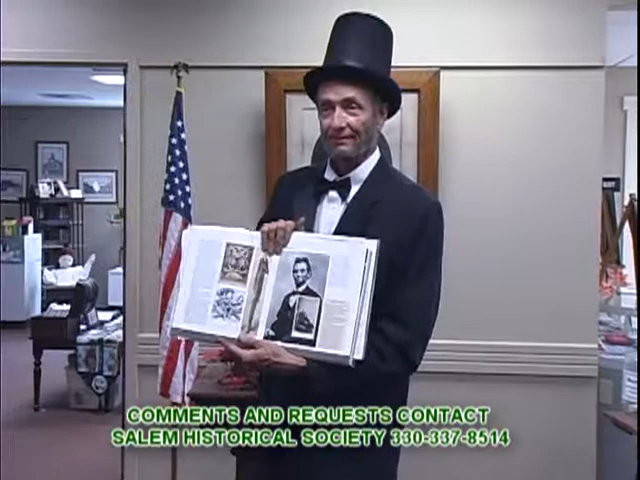 COMMENTS AND REQUESTS CONTACT
SALEM HISTORICAL SOCIETY 330-337-8514